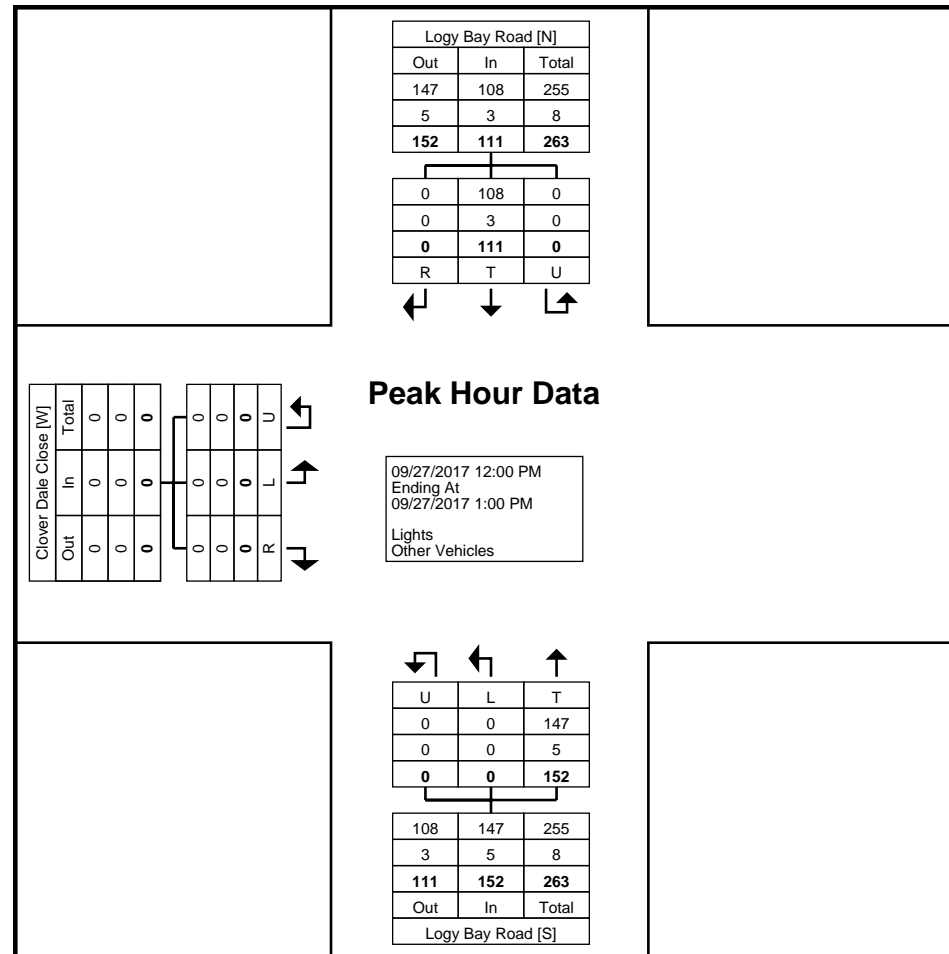 Logy Bay Road [N]
Out In Total
147 108 255
5 3 8
152 111 263
0 108 0
0 3 0
0 111 0
R T U
Peak Hour Data
Clover Dale Close [W]
Out In Total
0 0 0
0 0 0
0 0 0
0 0 0
0 0 0
0 0 0
R L U
09/27/2017 12:00 PM
Ending At
09/27/2017 1:00 PM
Lights
Other Vehicles
U L T
0 0 147
0 0 5
0 0 152
108 147 255
3 5 8
111 152 263
Out In Total
Logy Bay Road [S]